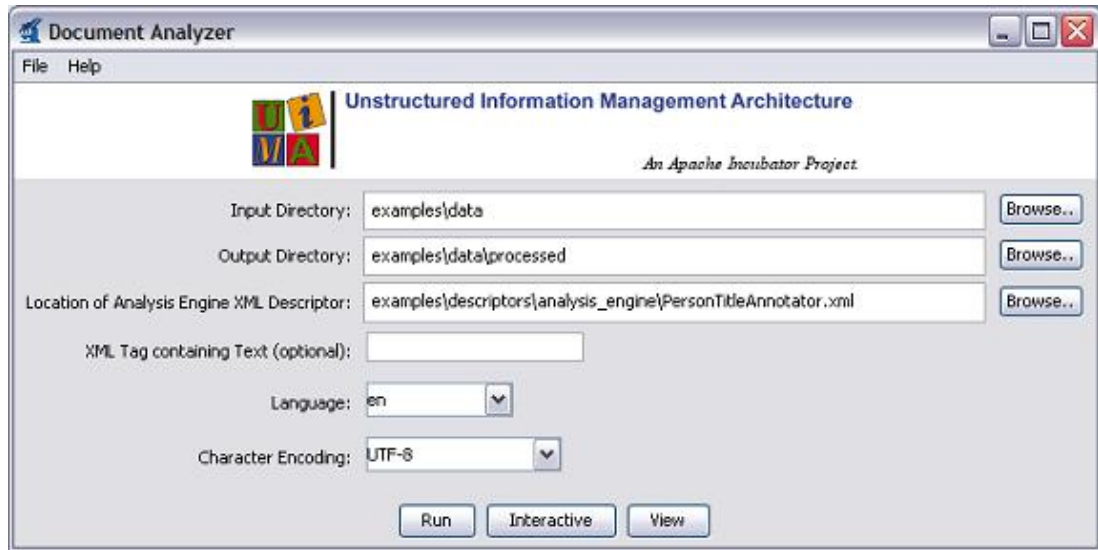 Document Analyzer
File Help
UiMA
Unstructured Information Management Architecture
An Apache Incubator Project
Input Directory: examples\data Browse..
Output Directory: examples\data\processed Browse..
Location of Analysis Engine XML Descriptor: examples\descriptors\analysis_engine\PersonTitleAnnotator.xml Browse..
XML Tag containing Text (optional):
Language: en
Character Encoding: UTF-8
Run Interactive View